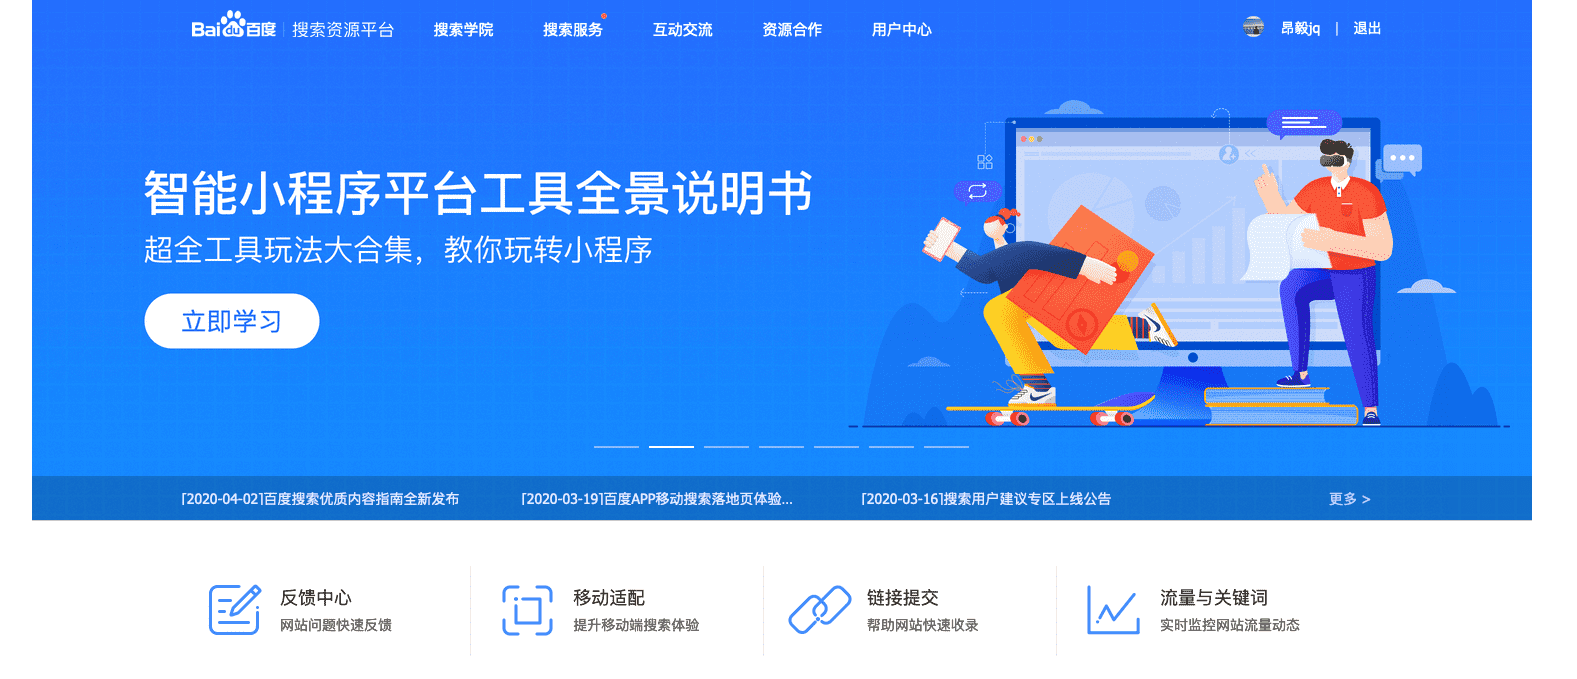 Bai du 百度 | 搜索资源平台 搜索学院 搜索服务 互动交流 资源合作 用户中心 昂毅jq | 退出
智能小程序平台工具全景说明书
超全工具玩法大合集，教你玩转小程序
立即学习
「2020-04-02」百度搜索优质内容指南全新发布 「2020-03-19」百度APP移动搜索落地页体验... 「2020-03-16」搜索用户建议专区上线公告 更多 >
反馈中心
网站问题快速反馈
移动适配
提升移动端搜索体验
链接提交
帮助网站快速收录
流量与关键词
实时监控网站流量动态